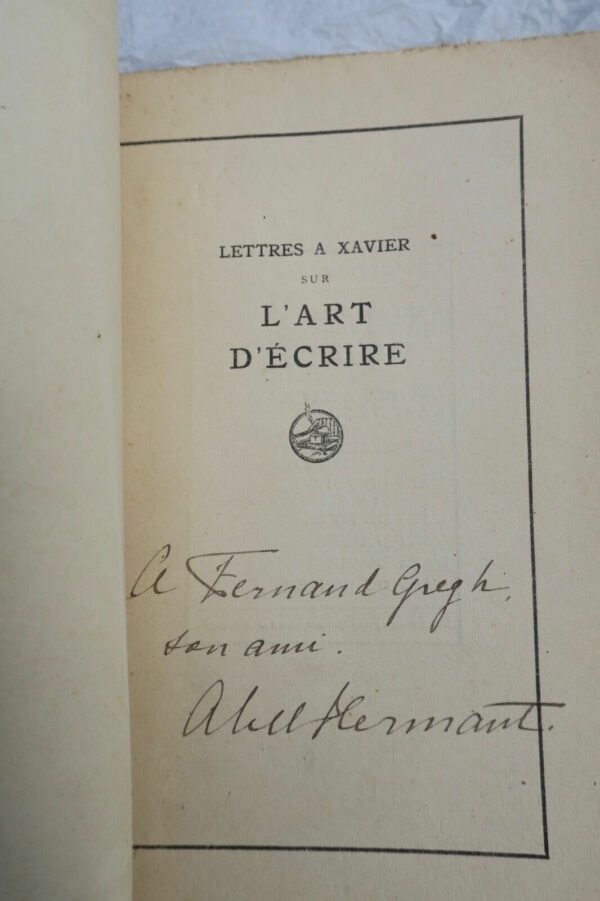 LETTRES A XAVIER
SUR
L'ART
D'ÉCRIRE
A Fernand Gregh,
son ami.
Abel Hermant.